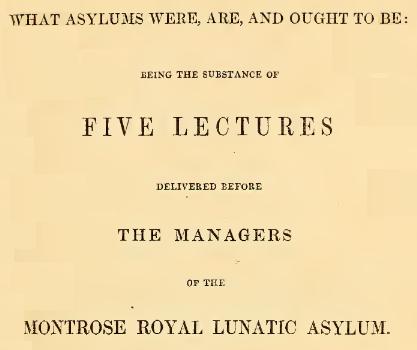 WHAT ASYLUMS WERE, ARE, AND OUGHT TO BE:
BEING THE SUBSTANCE OF
FIVE LECTURES
DELIVERED BEFORE
THE MANAGERS
OF THE
MONTROSE ROYAL LUNATIC ASYLUM.